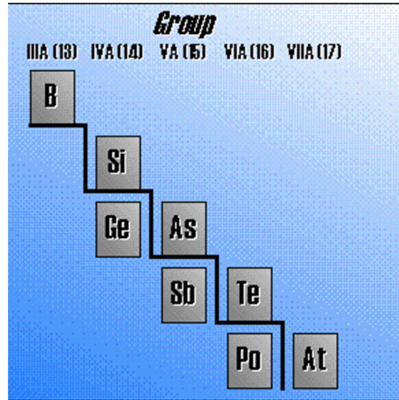 Group
IIIA (13) IVA (14) VA (15) VIA (16) VIIA (17)
B
Si
Ge As
Sb Te
Po At